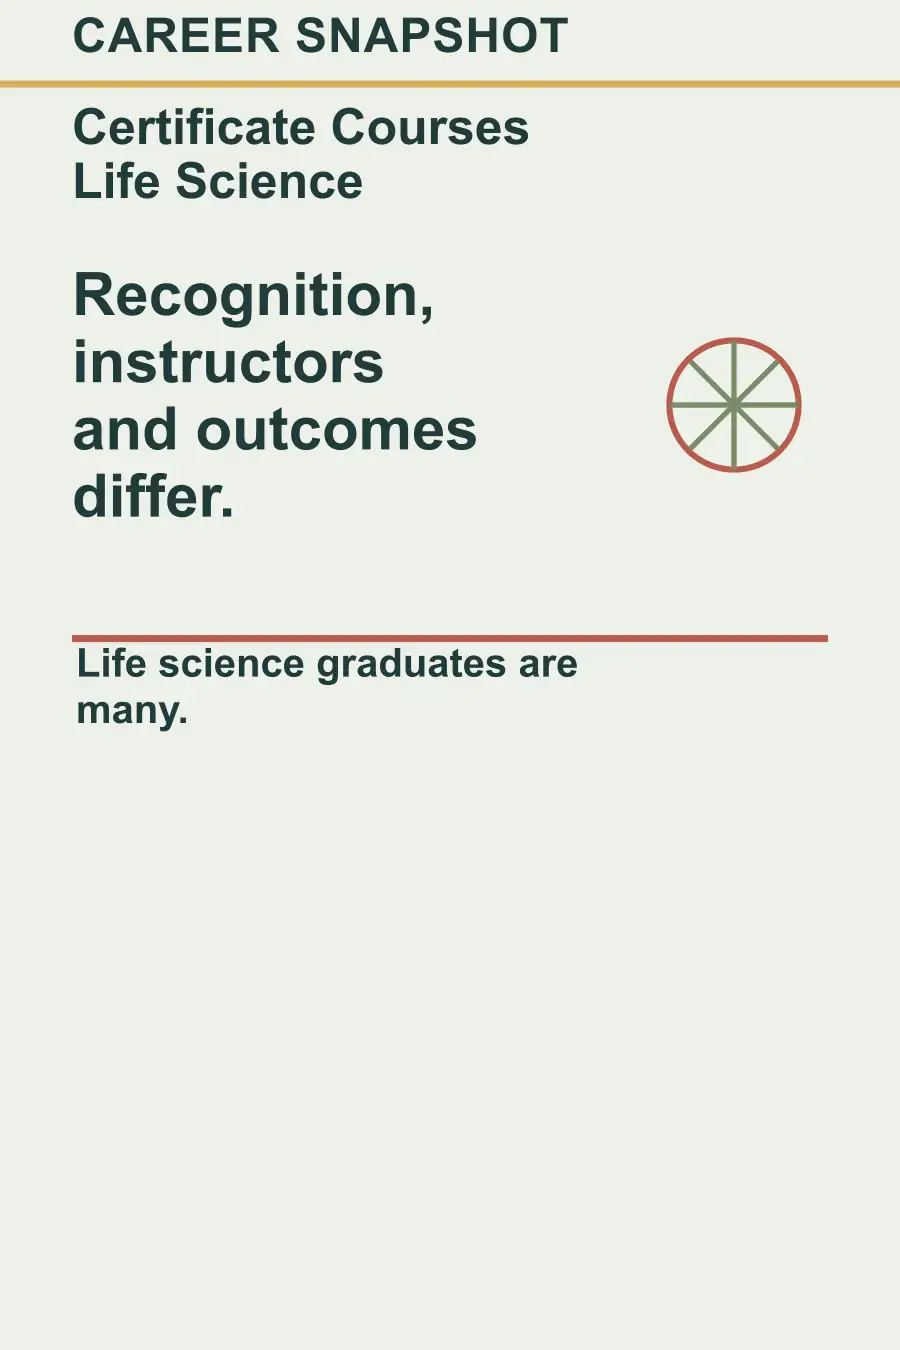 CAREER SNAPSHOT
Certificate Courses
Life Science
Recognition,
instructors
and outcomes
differ.
Life science graduates are
many.